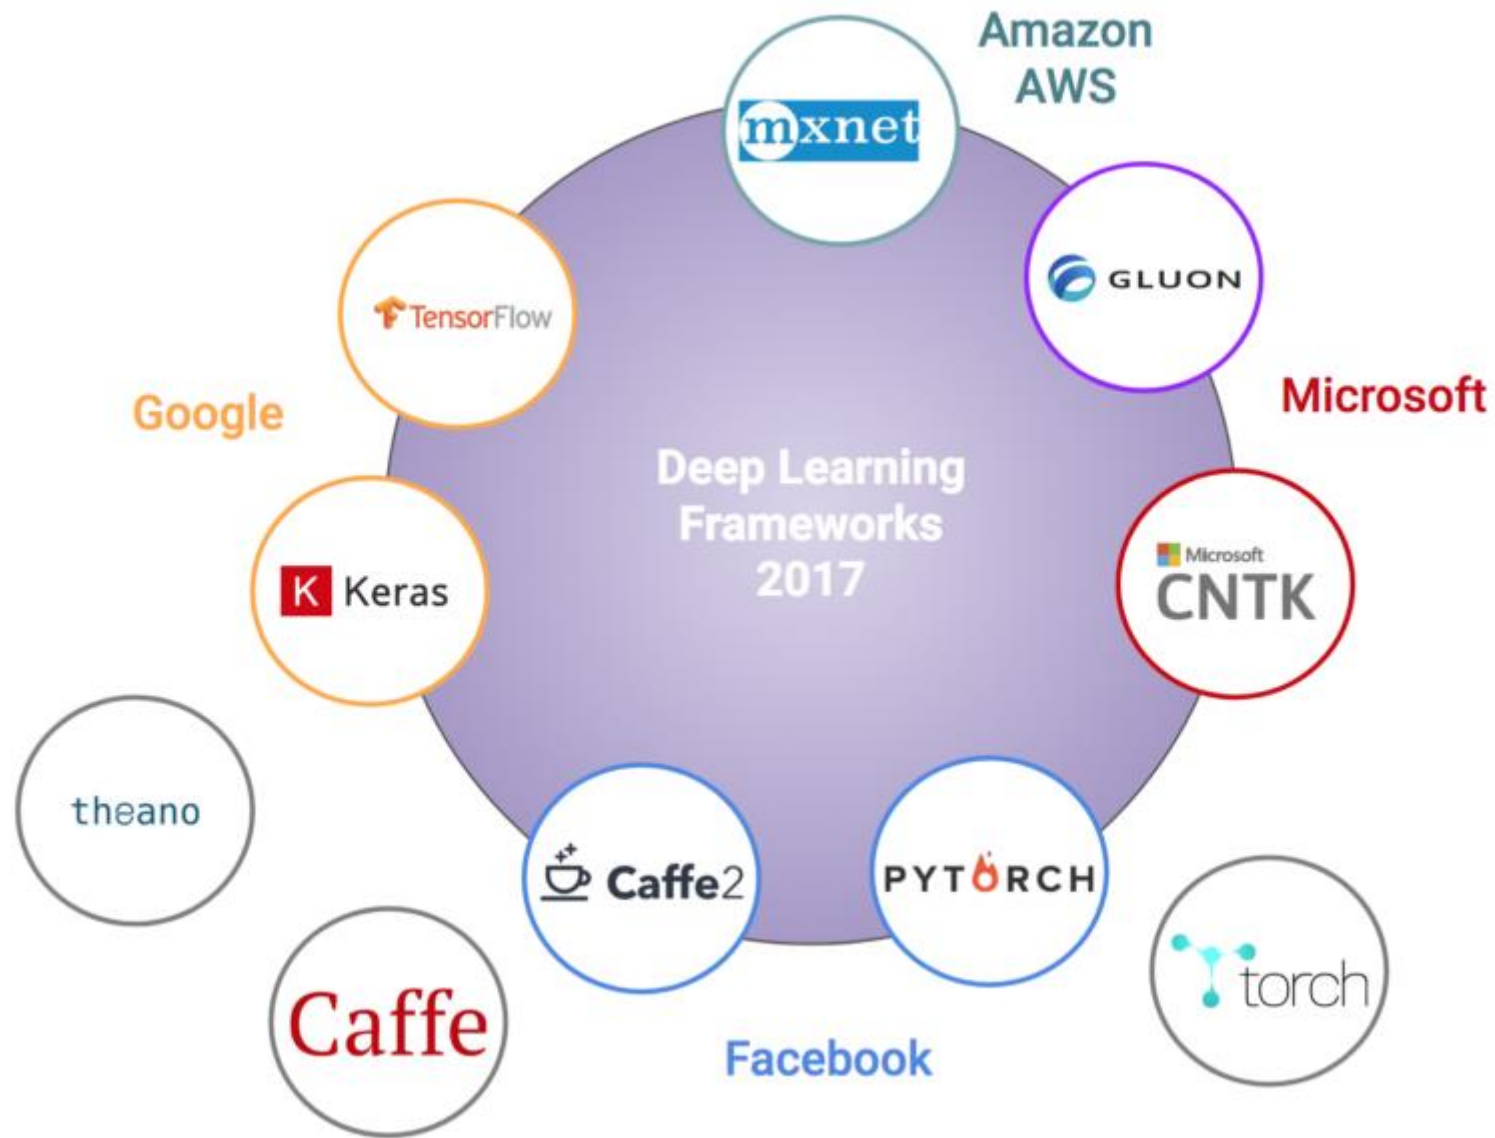 Amazon
AWS
mxnet
GLUON
TensorFlow
Google
Microsoft
Deep Learning
Frameworks
2017
K Keras
Microsoft
CNTK
theano
Caffe2
PYTORCH
torch
Caffe
Facebook